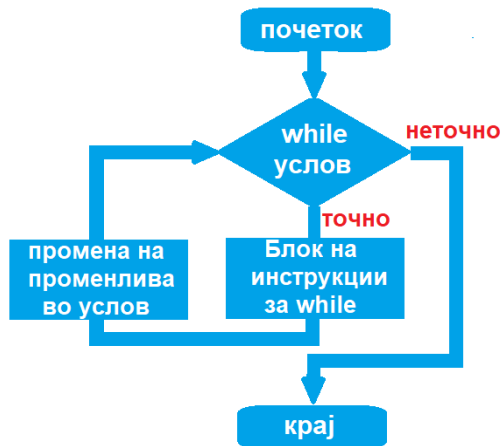 почеток
while
услов
неточно
точно
Блок на
инструкции
за while
промена на
променлива
во услов
крај